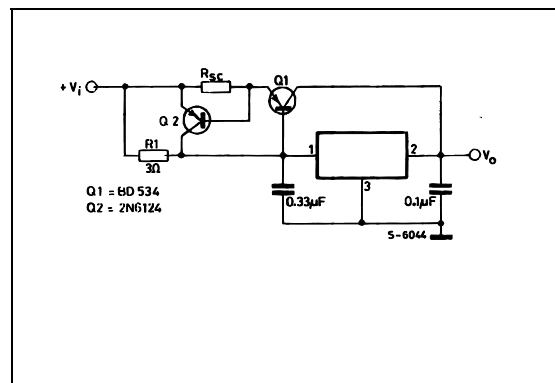 Rsc
Q1
+ Vi
Q 2
R1
3Ω
1
2
Vo
3
Q1 = BD 534
Q2 = 2N6124
0.33µF
0.1µF
S-6044